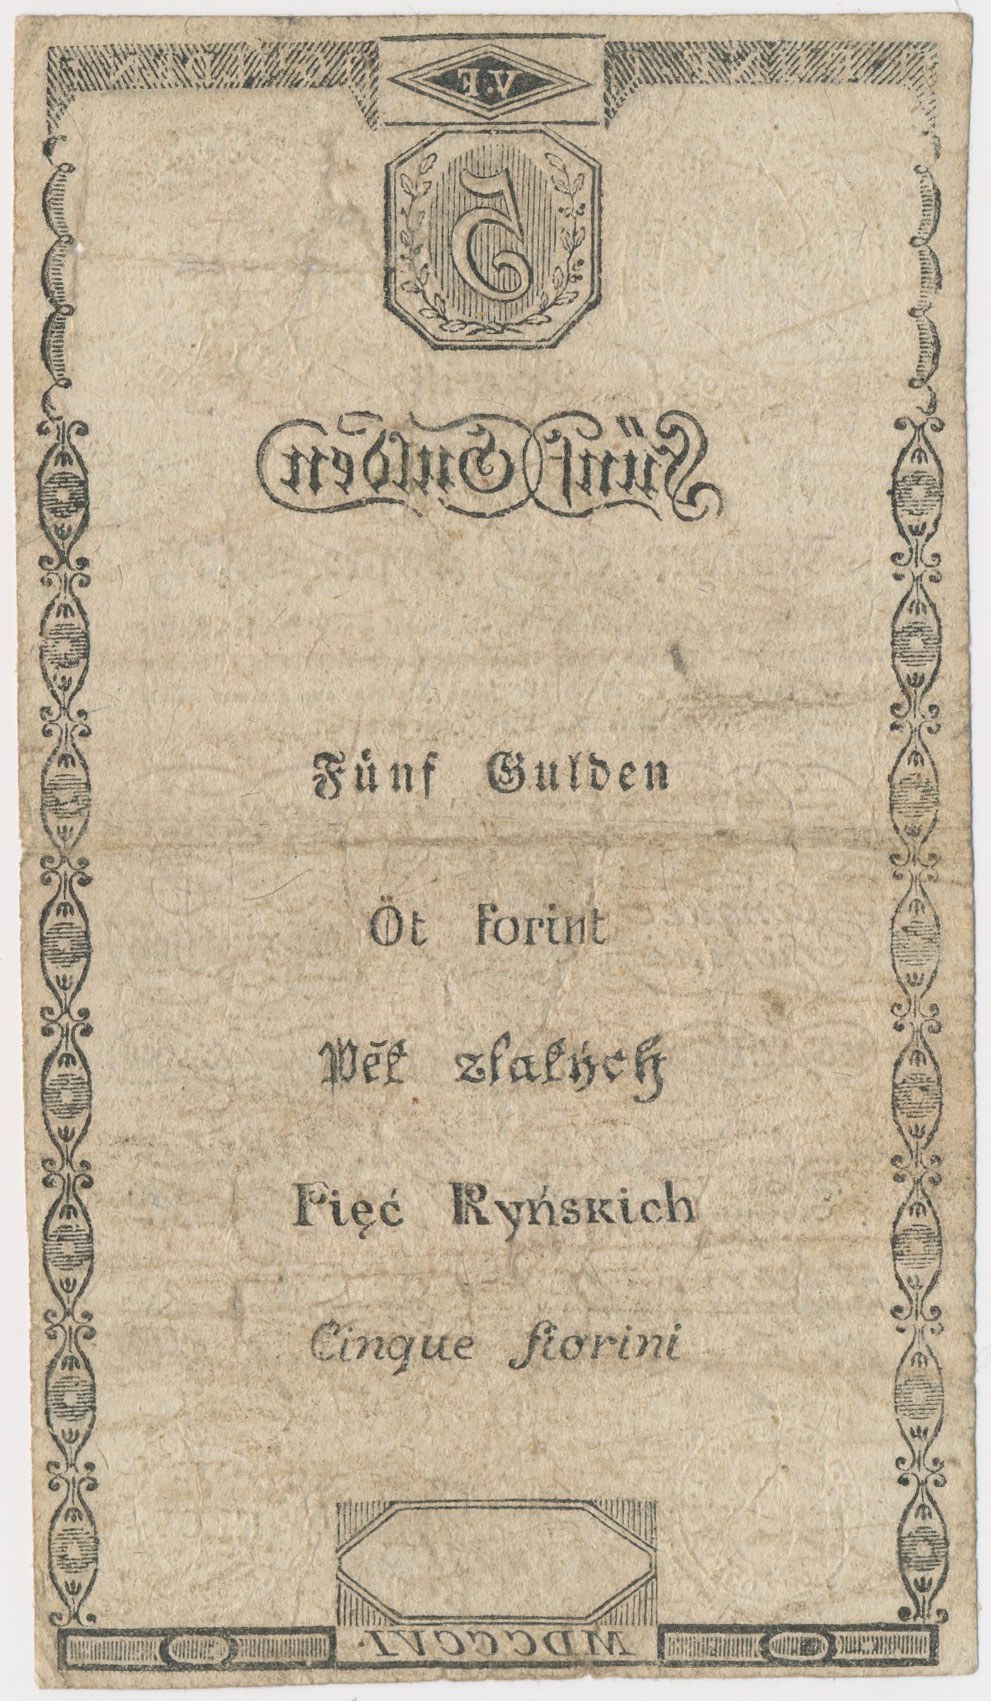 V.F
5
Fünf Gulden
Fünf Gulden
Öt forint
Pět zlatých
Pięć Ryńskich
Cinque fiorini
MDCCCVI.